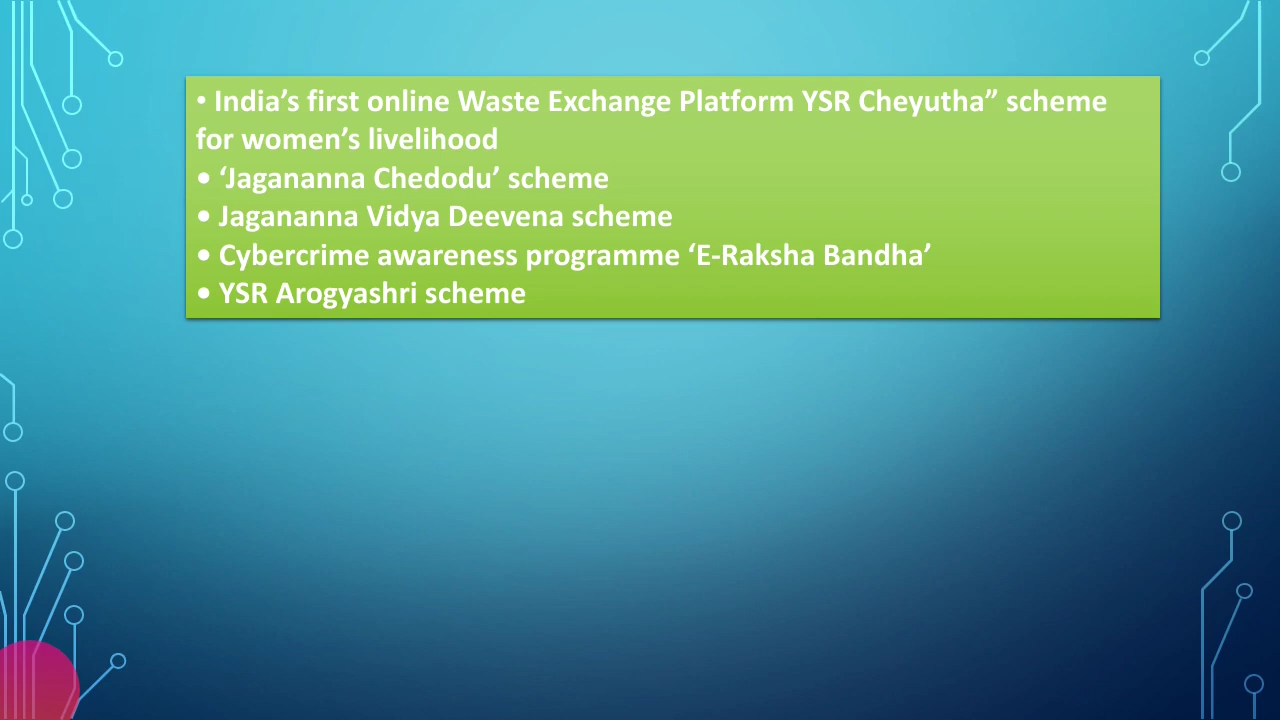 • India’s first online Waste Exchange Platform YSR Cheyutha” scheme
for women’s livelihood
• ‘Jagananna Chedodu’ scheme
• Jagananna Vidya Deevena scheme
• Cybercrime awareness programme ‘E-Raksha Bandha’
• YSR Arogyashri scheme